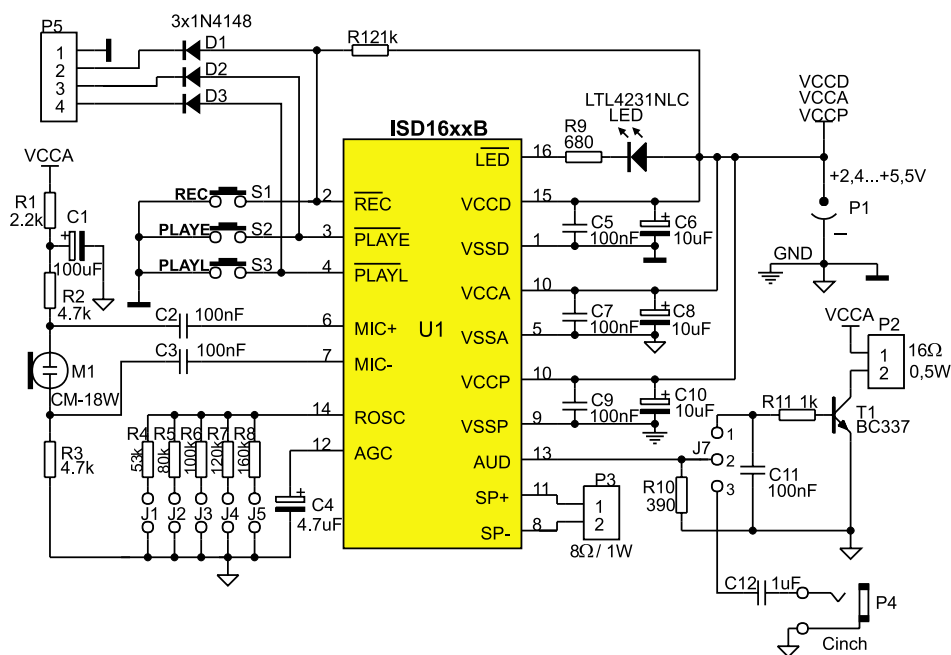 P5
3x1N4148
1
2
3
4
D1
D2
D3
R121k
VCCA
R1
2.2k
C1
+
100uF
R2
4.7k
M1
CM-18W
R3
4.7k
REC
S1
PLAYE
S2
PLAYL
S3
C2
100nF
C3
100nF
R4
53k
R5
80k
R6
100k
R7
120k
R8
160k
J1
J2
J3
J4
J5
+
C4
4.7uF
ISD16xxB
U1
2
REC
3
PLAYE
4
PLAYL
6
MIC+
7
MIC-
14
ROSC
12
AGC
LED
16
VCCD
15
VSSD
1
VCCA
10
VSSA
5
VCCP
10
VSSP
9
AUD
13
SP+
11
SP-
8
R9
680
LTL4231NLC
LED
C5
100nF
+
C6
10uF
C7
100nF
+
C8
10uF
C9
100nF
+
C10
10uF
VCCD
VCCA
VCCP
+2,4...+5,5V
+
P1
–
GND
VCCA
P2
1
2
16Ω
0,5W
R11 1k
T1
BC337
J7
1
2
3
C11
100nF
R10
390
P3
1
2
8Ω/ 1W
C12
1uF
P4
Cinch